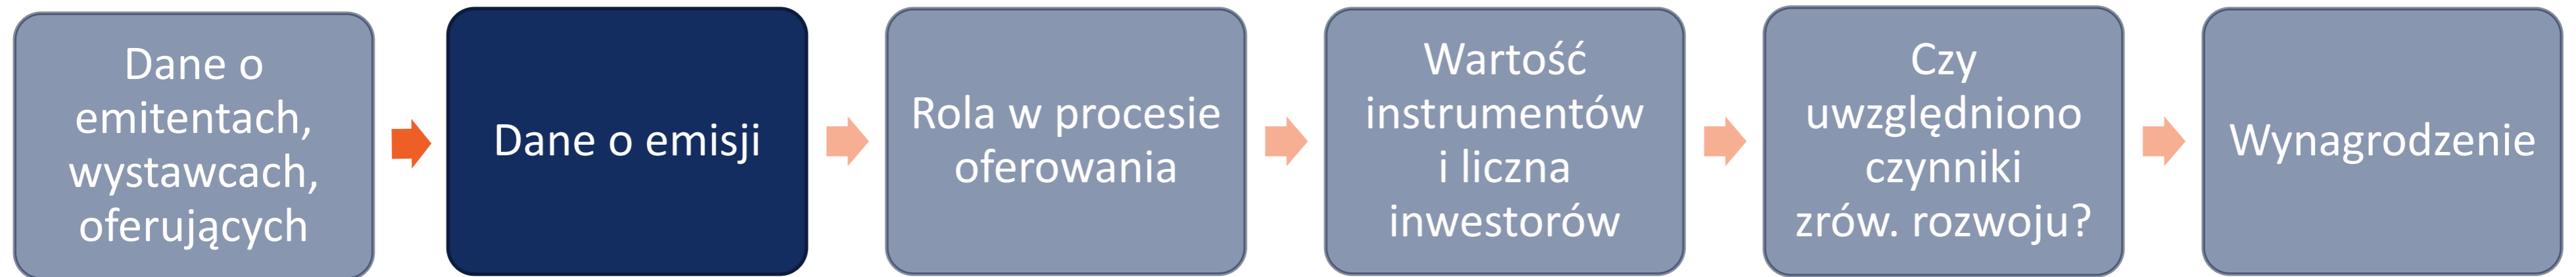 Dane o
emitentach,
wystawcach,
oferujących
Dane o emisji
Rola w procesie
oferowania
Wartość
instrumentów
i liczna
inwestorów
Czy
uwzględniono
czynniki
zrów. rozwoju?
Wynagrodzenie